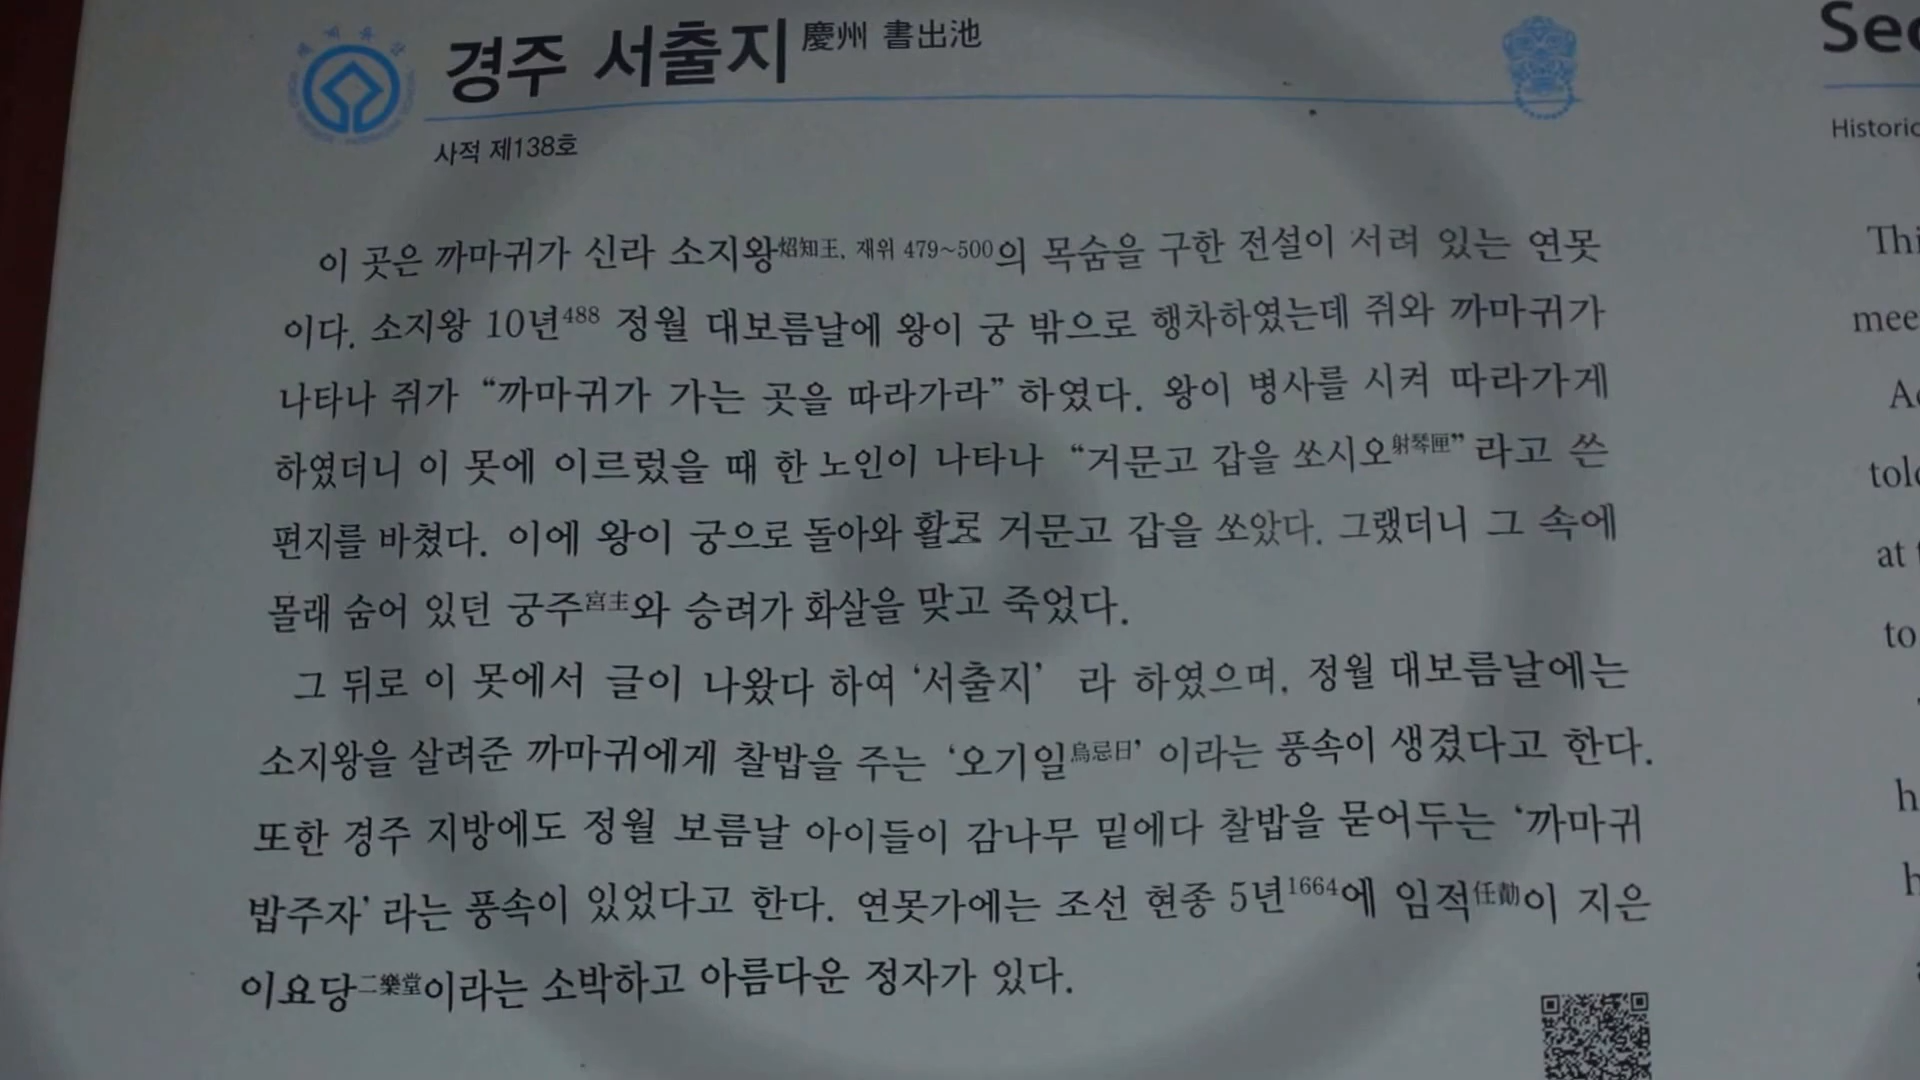 경주 서출지 慶州 書出池
사적 제138호
이 곳은 까마귀가 신라 소지왕炤知王, 재위 479~500의 목숨을 구한 전설이 서려 있는 연못
이다. 소지왕 10년488 정월 대보름날에 왕이 궁 밖으로 행차하였는데 쥐와 까마귀가
나타나 쥐가 “까마귀가 가는 곳을 따라가라” 하였다. 왕이 병사를 시켜 따라가게
하였더니 이 못에 이르렀을 때 한 노인이 나타나 “거문고 갑을 쏘시오射琴匣” 라고 쓴
편지를 바쳤다. 이에 왕이 궁으로 돌아와 활로 거문고 갑을 쏘았다. 그랬더니 그 속에
몰래 숨어 있던 궁주宮主와 승려가 화살을 맞고 죽었다.
그 뒤로 이 못에서 글이 나왔다 하여 ‘서출지’ 라 하였으며, 정월 대보름날에는
소지왕을 살려준 까마귀에게 찰밥을 주는 ‘오기일烏忌日’ 이라는 풍속이 생겼다고 한다.
또한 경주 지방에도 정월 보름날 아이들이 감나무 밑에다 찰밥을 묻어두는 ‘까마귀
밥주자’ 라는 풍속이 있었다고 한다. 연못가에는 조선 현종 5년1664에 임적任勣이 지은
이요당二樂堂이라는 소박하고 아름다운 정자가 있다.
Historic
mee
told
at
to